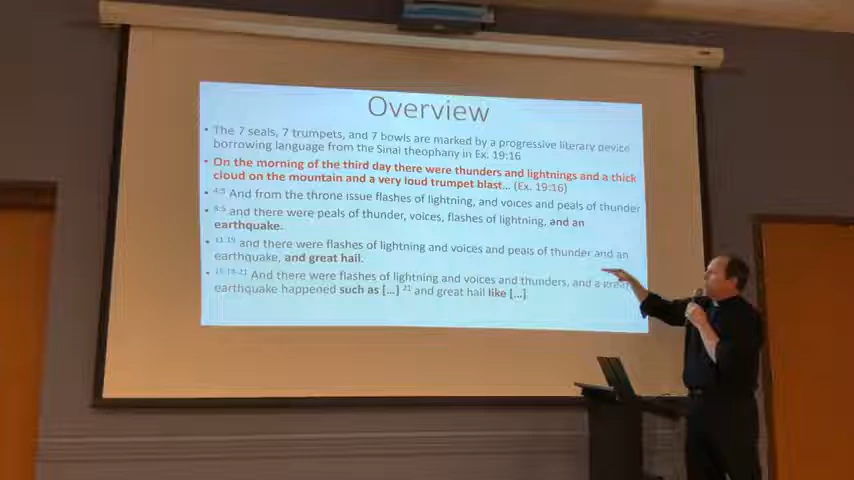 Overview
• The 7 seals, 7 trumpets, and 7 bowls are marked by a progressive literary device
borrowing language from the Sinai theophany in Ex. 19:16
• On the morning of the third day there were thunders and lightnings and a thick
cloud on the mountain and a very loud trumpet blast... (Ex. 19:16)
• 4:5 And from the throne issue flashes of lightning, and voices and peals of thunder
• 8:5 and there were peals of thunder, voices, flashes of lightning, and an
earthquake.
• 11:19 and there were flashes of lightning and voices and peals of thunder and an
earthquake, and great hail.
• 16:18-21 And there were flashes of lightning and voices and thunders, and a great
earthquake happened such as [...] 21 and great hail like [...]